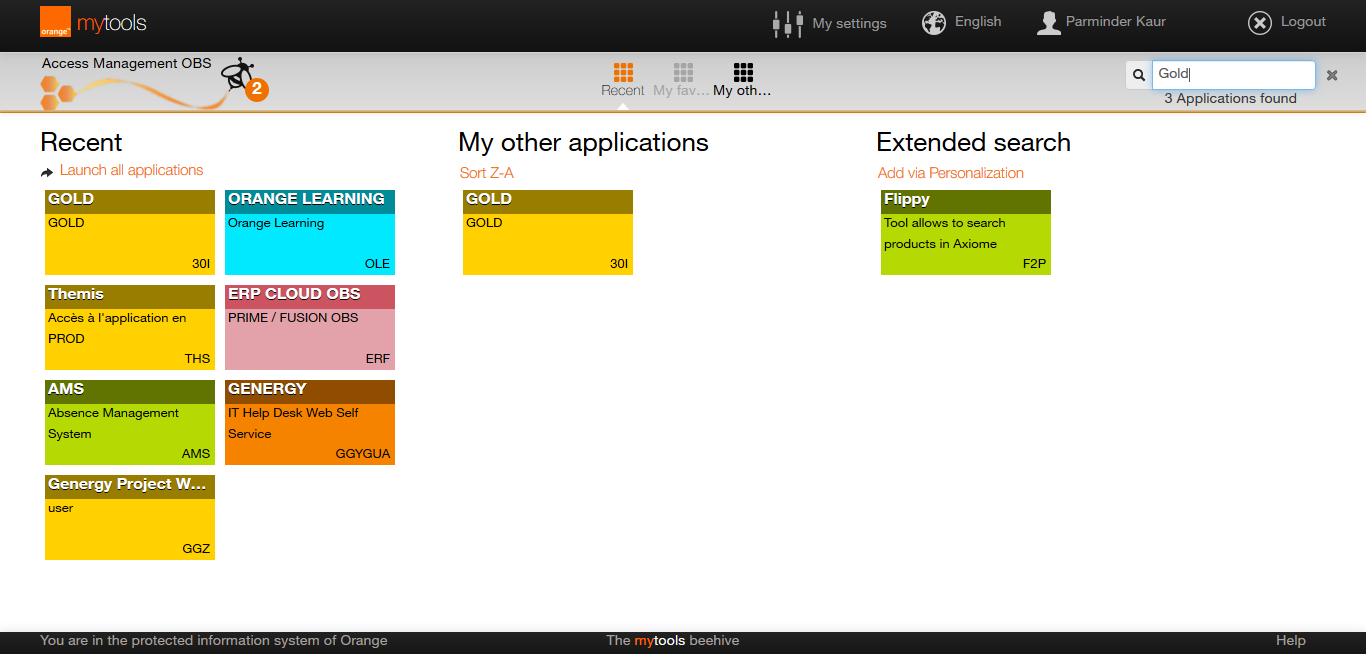 orange™ mytools
My settings
English
Parminder Kaur
Logout
Access Management OBS
2
Recent
My fav...
My oth...
Gold
3 Applications found
Recent
Launch all applications
GOLD
GOLD
30I
ORANGE LEARNING
Orange Learning
OLE
Themis
Accès à l'application en
PROD
THS
ERP CLOUD OBS
PRIME / FUSION OBS
ERF
AMS
Absence Management
System
AMS
GENERGY
IT Help Desk Web Self
Service
GGYGUA
Genergy Project W...
user
GGZ
My other applications
Sort Z-A
GOLD
GOLD
30I
Extended search
Add via Personalization
Flippy
Tool allows to search
products in Axiome
F2P
You are in the protected information system of Orange
The mytools beehive
Help